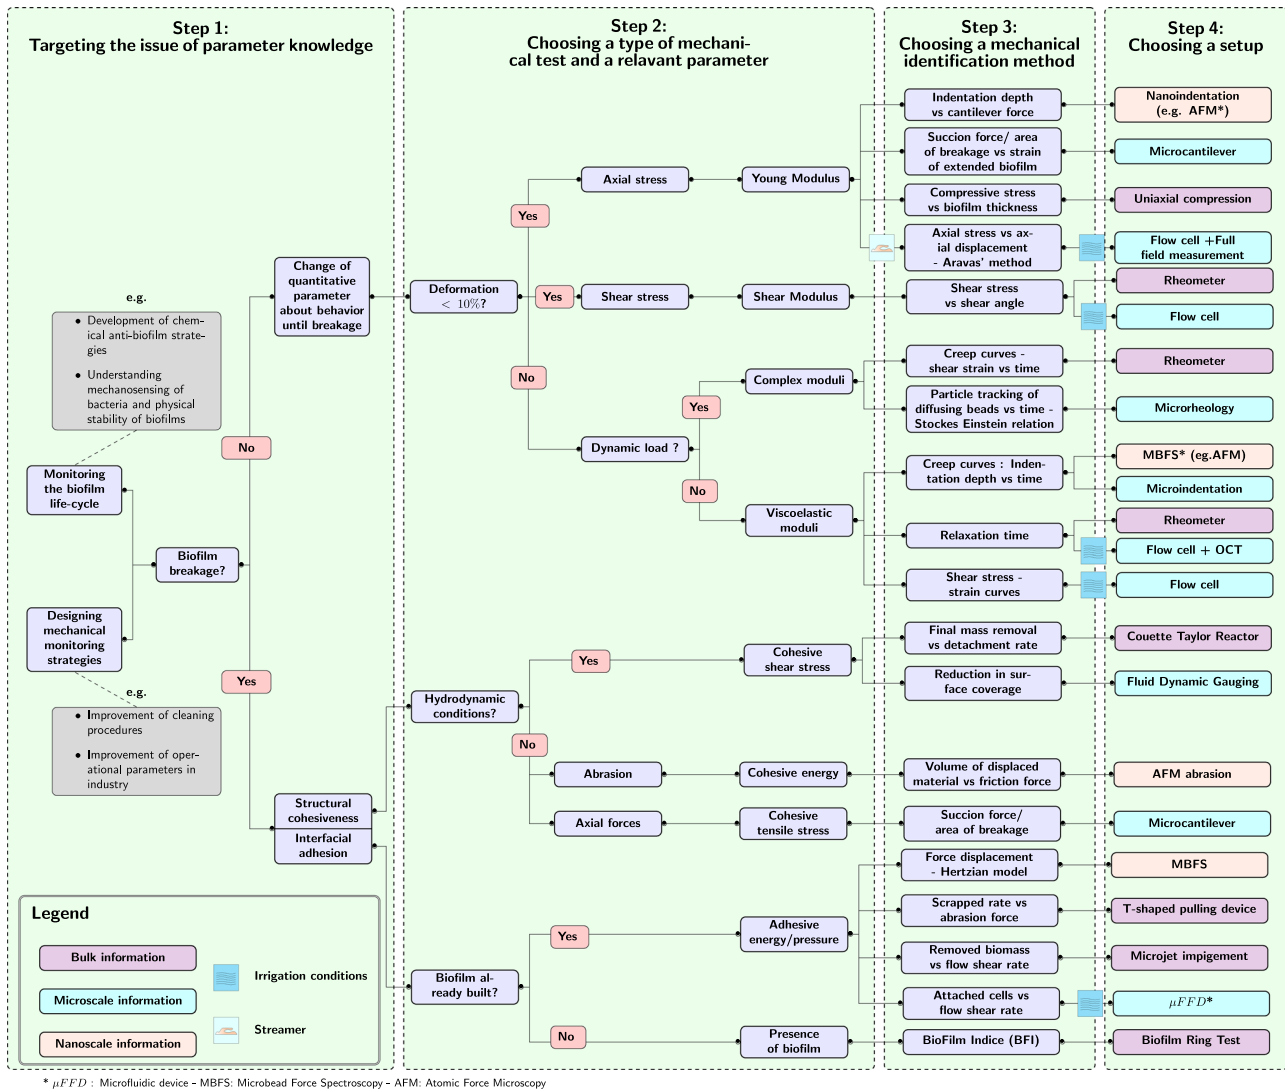 Step 1:
Targeting the issue of parameter knowledge
Step 2:
Choosing a type of mechani-
cal test and a relavant parameter
Step 3:
Choosing a mechanical
identification method
Step 4:
Choosing a setup
e.g.
• Development of chem-
ical anti-biofilm strate-
gies
• Understanding
mechanosensing of
bacteria and physical
stability of biofilms
Monitoring
the biofilm
life-cycle
Biofilm
breakage?
Designing
mechanical
monitoring
strategies
e.g.
• Improvement of cleaning
procedures
• Improvement of oper-
ational parameters in
industry
No
Yes
Change of
quantitative
parameter
about behavior
until breakage
Structural
cohesiveness
Interfacial
adhesion
Deformation
< 10%?
Yes
Axial stress
Young Modulus
Yes
Shear stress
Shear Modulus
No
Dynamic load ?
Yes
Complex moduli
No
Viscoelastic
moduli
Hydrodynamic
conditions?
Yes
Cohesive
shear stress
No
Abrasion
Cohesive energy
Axial forces
Cohesive
tensile stress
Biofilm al-
ready built?
Yes
Adhesive
energy/pressure
No
Presence
of biofilm
Indentation depth
vs cantilever force
Nanoindentation
(e.g. AFM*)
Succion force/ area
of breakage vs strain
of extended biofilm
Microcantilever
Compressive stress
vs biofilm thickness
Uniaxial compression
Axial stress vs ax-
ial displacement
- Aravas' method
Flow cell +Full
field measurement
Shear stress
vs shear angle
Rheometer
Flow cell
Creep curves -
shear strain vs time
Rheometer
Particle tracking of
diffusing beads vs time -
Stockes Einstein relation
Microrheology
Creep curves : Inden-
tation depth vs time
MBFS* (eg.AFM)
Microindentation
Relaxation time
Rheometer
Flow cell + OCT
Shear stress -
strain curves
Flow cell
Final mass removal
vs detachment rate
Couette Taylor Reactor
Reduction in sur-
face coverage
Fluid Dynamic Gauging
Volume of displaced
material vs friction force
AFM abrasion
Succion force/
area of breakage
Microcantilever
Force displacement
- Hertzian model
MBFS
Scrapped rate vs
abrasion force
T-shaped pulling device
Removed biomass
vs flow shear rate
Microjet impigement
Attached cells vs
flow shear rate
μFFD*
BioFilm Indice (BFI)
Biofilm Ring Test
Legend
Bulk information
Microscale information
Nanoscale information
Irrigation conditions
Streamer
* μFFD : Microfluidic device - MBFS: Microbead Force Spectroscopy - AFM: Atomic Force Microscopy